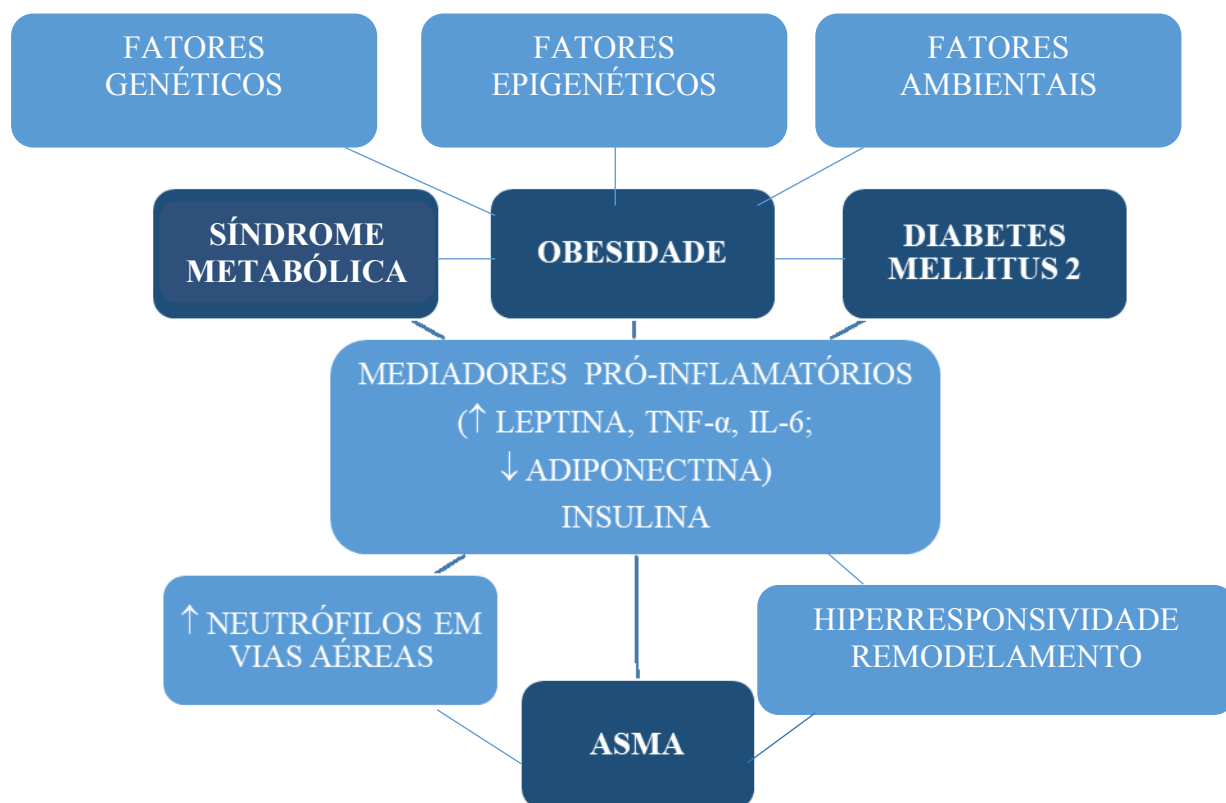 FATORES
GENÉTICOS
FATORES
EPIGENÉTICOS
FATORES
AMBIENTAIS
SÍNDROME
METABÓLICA
OBESIDADE
DIABETES
MELLITUS 2
MEDIADORES PRÓ-INFLAMATÓRIOS
(↑ LEPTINA, TNF-α, IL-6;
↓ ADIPONECTINA)
INSULINA
↑ NEUTRÓFILOS EM
VIAS AÉREAS
HIPERRESPONSIVIDADE
REMODELAMENTO
ASMA